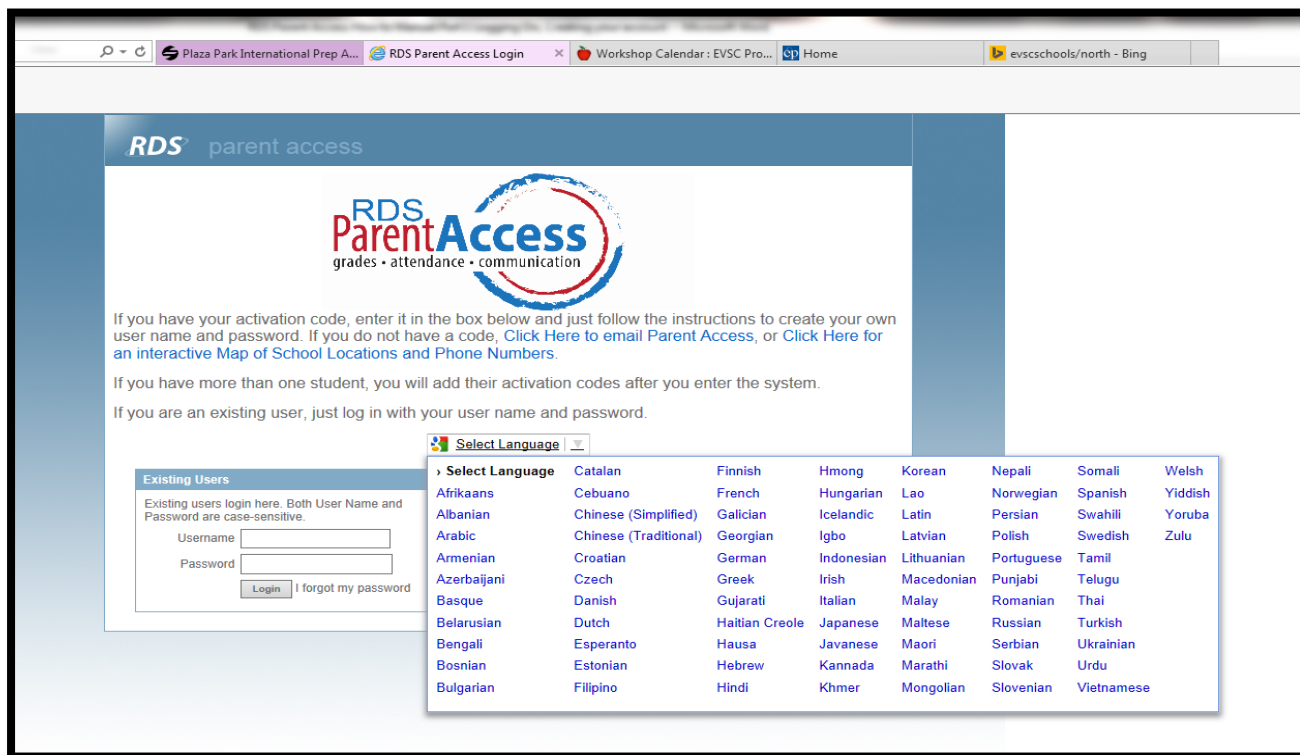 Plaza Park International Prep A...
RDS Parent Access Login
Workshop Calendar : EVSC Pro...
ep Home
evscschools/north - Bing
RDS parent access
RDS
ParentAccess
grades • attendance • communication
If you have your activation code, enter it in the box below and just follow the instructions to create your own
user name and password. If you do not have a code, Click Here to email Parent Access, or Click Here for
an interactive Map of School Locations and Phone Numbers.
If you have more than one student, you will add their activation codes after you enter the system.
If you are an existing user, just log in with your user name and password.
Select Language
Existing Users
Existing users login here. Both User Name and
Password are case-sensitive.
Username
Password
Login I forgot my password
› Select Language Catalan Finnish Hmong Korean Nepali Somali Welsh
Afrikaans Cebuano French Hungarian Lao Norwegian Spanish Yiddish
Albanian Chinese (Simplified) Galician Icelandic Latin Persian Swahili Yoruba
Arabic Chinese (Traditional) Georgian Igbo Latvian Polish Swedish Zulu
Armenian Croatian German Indonesian Lithuanian Portuguese Tamil
Azerbaijani Czech Greek Irish Macedonian Punjabi Telugu
Basque Danish Gujarati Italian Malay Romanian Thai
Belarusian Dutch Haitian Creole Japanese Maltese Russian Turkish
Bengali Esperanto Hausa Javanese Maori Serbian Ukrainian
Bosnian Estonian Hebrew Kannada Marathi Slovak Urdu
Bulgarian Filipino Hindi Khmer Mongolian Slovenian Vietnamese